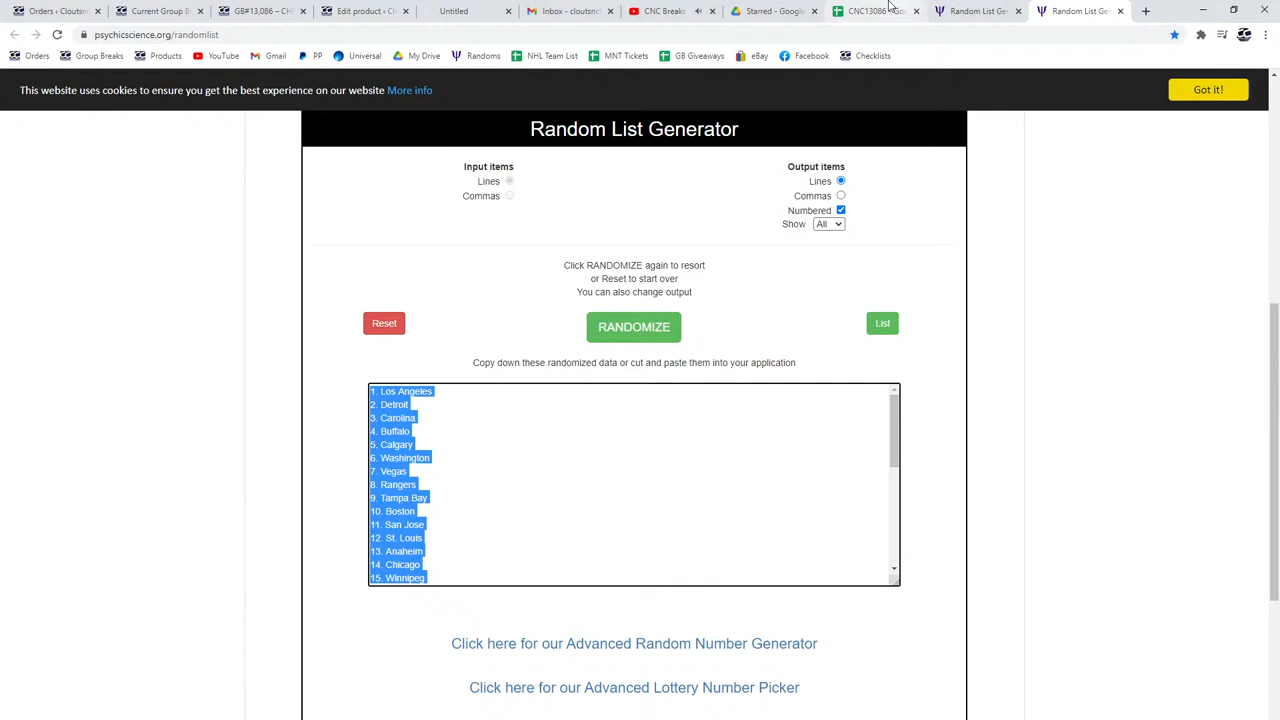 Orders › Cloutsn
Current Group B
GB#13,086 – CH
Edit product ‹ Cl
Untitled
Inbox - cloutsncl
CNC Breaks
Starred - Google
CNC13086 - Goo
Random List Ge
Random List Gen
psychicscience.org/randomlist
Orders
Group Breaks
Products
YouTube
Gmail
PP
Universal
My Drive
Randoms
NHL Team List
MNT Tickets
GB Giveaways
eBay
Facebook
Checklists
This website uses cookies to ensure you get the best experience on our website More info
Got it!
Random List Generator
Input items
Lines
Commas
Output items
Lines
Commas
Numbered
Show All
Click RANDOMIZE again to resort
or Reset to start over
You can also change output
Reset
RANDOMIZE
List
Copy down these randomized data or cut and paste them into your application
1. Los Angeles
2. Detroit
3. Carolina
4. Buffalo
5. Calgary
6. Washington
7. Vegas
8. Rangers
9. Tampa Bay
10. Boston
11. San Jose
12. St. Louis
13. Anaheim
14. Chicago
15. Winnipeg
Click here for our Advanced Random Number Generator
Click here for our Advanced Lottery Number Picker